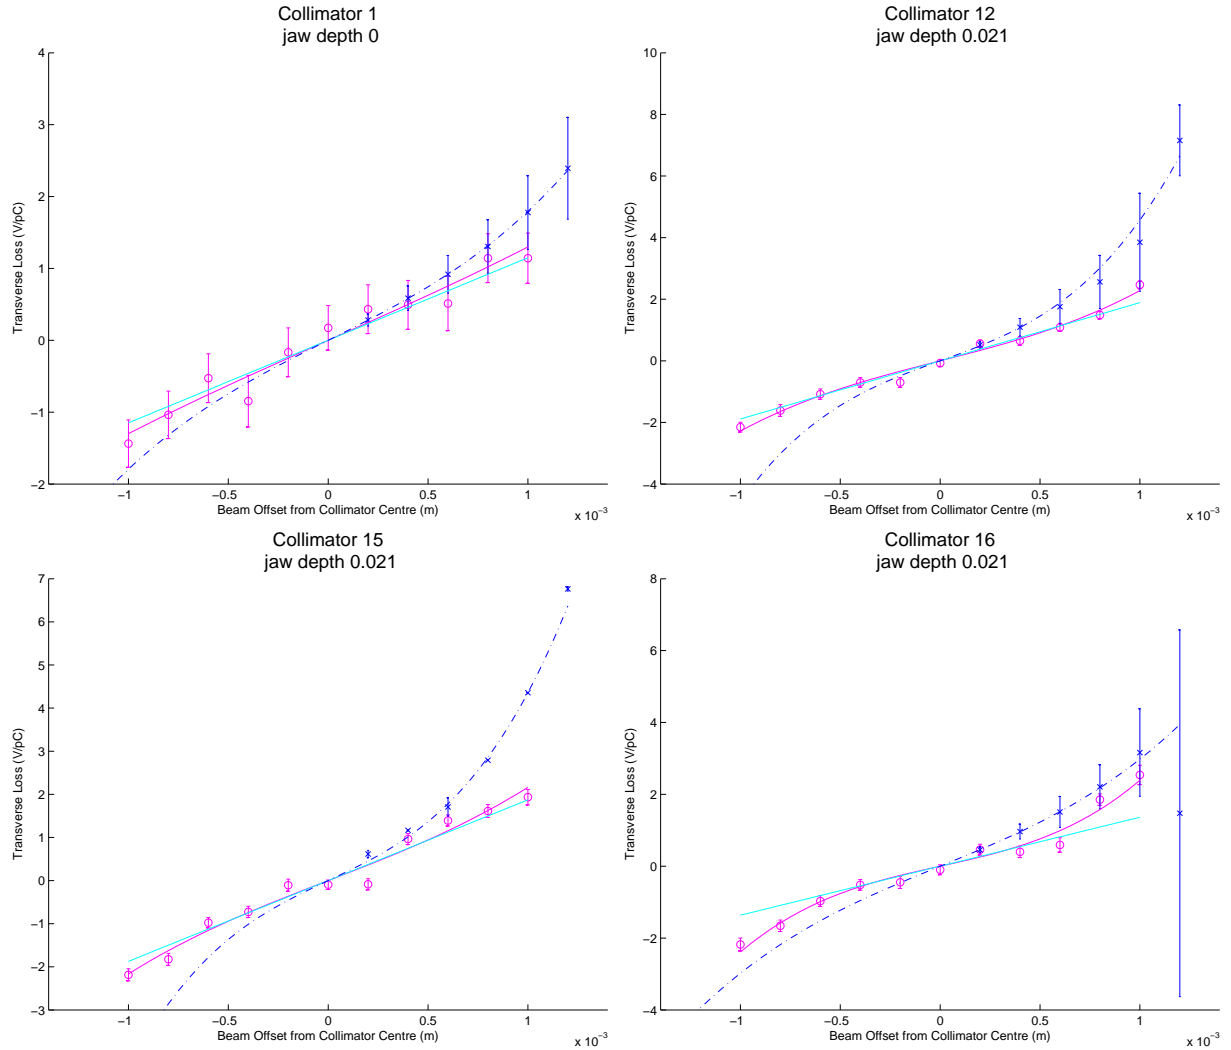 Collimator 1
jaw depth 0
4
3
2
1
0
−1
−2
Transverse Loss (V/pC)
−1
−0.5
0
0.5
1
Beam Offset from Collimator Centre (m)
x 10−3
Collimator 12
jaw depth 0.021
10
8
6
4
2
0
−2
−4
Transverse Loss (V/pC)
−1
−0.5
0
0.5
1
Beam Offset from Collimator Centre (m)
x 10−3
Collimator 15
jaw depth 0.021
7
6
5
4
3
2
1
0
−1
−2
−3
Transverse Loss (V/pC)
−1
−0.5
0
0.5
1
Beam Offset from Collimator Centre (m)
x 10−3
Collimator 16
jaw depth 0.021
8
6
4
2
0
−2
−4
Transverse Loss (V/pC)
−1
−0.5
0
0.5
1
Beam Offset from Collimator Centre (m)
x 10−3